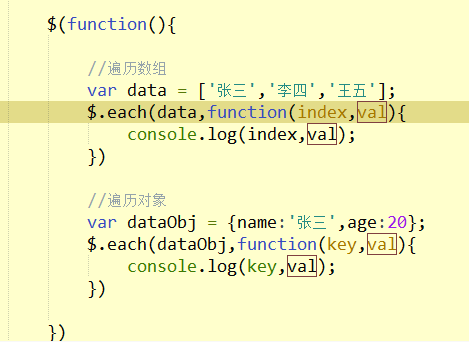 $(function(){
//遍历数组
var data = ['张三','李四','王五'];
$.each(data,function(index,val){
console.log(index,val);
})
//遍历对象
var dataObj = {name:'张三',age:20};
$.each(dataObj,function(key,val){
console.log(key,val);
})
})